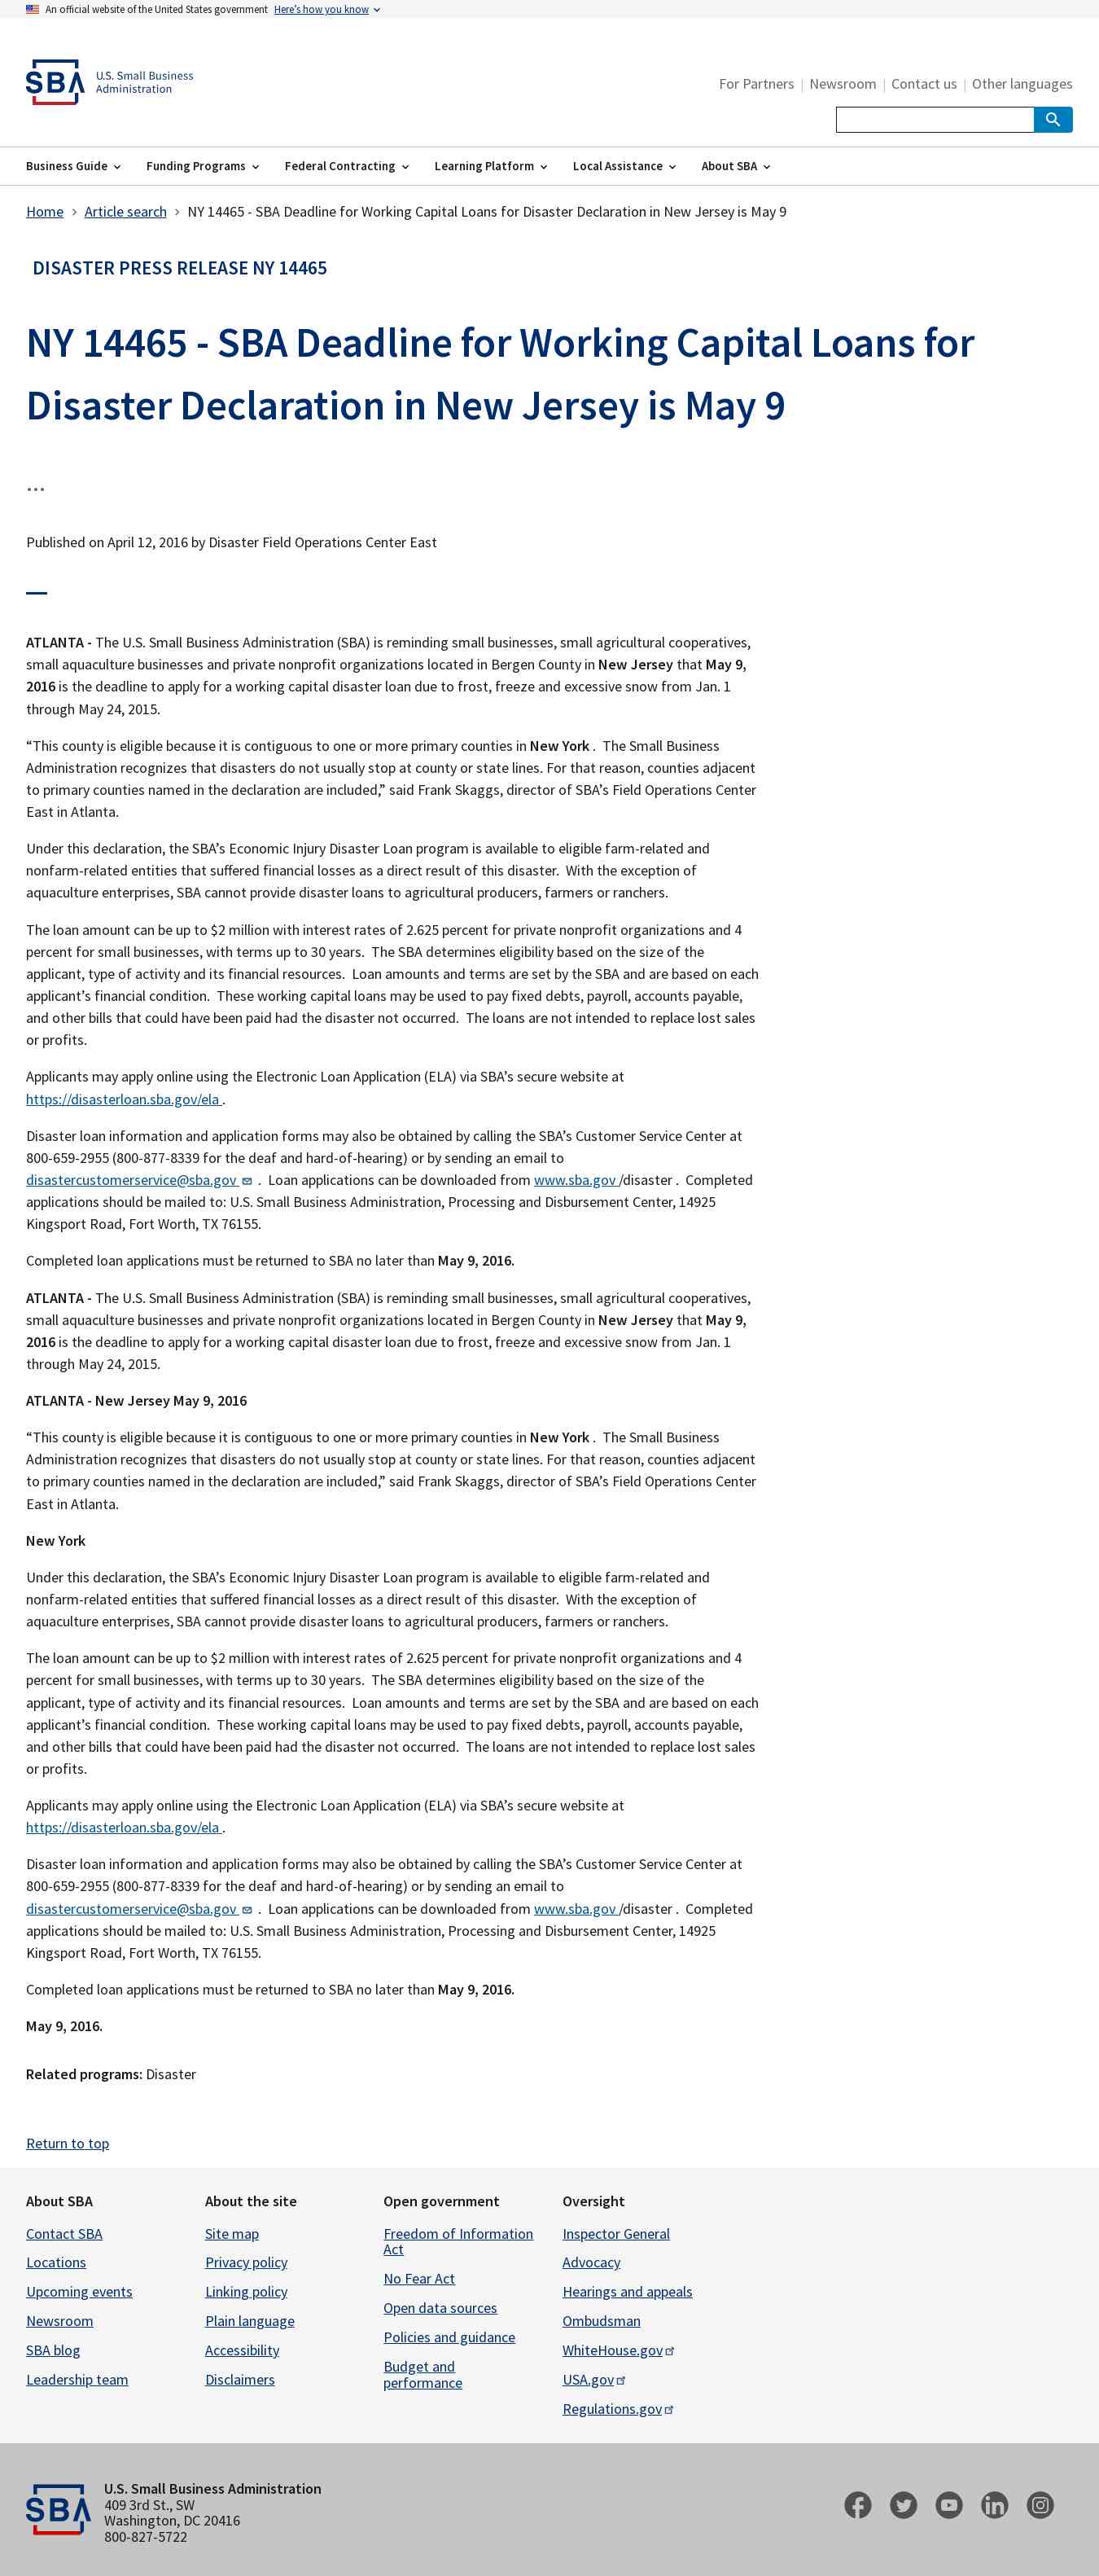 An official website of the United States government Here's how you know
SBA U.S. Small Business
Administration
For Partners Newsroom Contact us Other languages
Business Guide Funding Programs Federal Contracting Learning Platform Local Assistance About SBA
Home Article search NY 14465 - SBA Deadline for Working Capital Loans for Disaster Declaration in New Jersey is May 9
DISASTER PRESS RELEASE NY 14465
NY 14465 - SBA Deadline for Working Capital Loans for
Disaster Declaration in New Jersey is May 9
...
Published on April 12, 2016 by Disaster Field Operations Center East
ATLANTA - The U.S. Small Business Administration (SBA) is reminding small businesses, small agricultural cooperatives,
small aquaculture businesses and private nonprofit organizations located in Bergen County in New Jersey that May 9,
2016 is the deadline to apply for a working capital disaster loan due to frost, freeze and excessive snow from Jan. 1
through May 24, 2015.
“This county is eligible because it is contiguous to one or more primary counties in New York . The Small Business
Administration recognizes that disasters do not usually stop at county or state lines. For that reason, counties adjacent
to primary counties named in the declaration are included,” said Frank Skaggs, director of SBA’s Field Operations Center
East in Atlanta.
Under this declaration, the SBA’s Economic Injury Disaster Loan program is available to eligible farm-related and
nonfarm-related entities that suffered financial losses as a direct result of this disaster. With the exception of
aquaculture enterprises, SBA cannot provide disaster loans to agricultural producers, farmers or ranchers.
The loan amount can be up to $2 million with interest rates of 2.625 percent for private nonprofit organizations and 4
percent for small businesses, with terms up to 30 years. The SBA determines eligibility based on the size of the
applicant, type of activity and its financial resources. Loan amounts and terms are set by the SBA and are based on each
applicant’s financial condition. These working capital loans may be used to pay fixed debts, payroll, accounts payable,
and other bills that could have been paid had the disaster not occurred. The loans are not intended to replace lost sales
or profits.
Applicants may apply online using the Electronic Loan Application (ELA) via SBA’s secure website at
https://disasterloan.sba.gov/ela .
Disaster loan information and application forms may also be obtained by calling the SBA’s Customer Service Center at
800-659-2955 (800-877-8339 for the deaf and hard-of-hearing) or by sending an email to
disastercustomerservice@sba.gov . Loan applications can be downloaded from www.sba.gov /disaster . Completed
applications should be mailed to: U.S. Small Business Administration, Processing and Disbursement Center, 14925
Kingsport Road, Fort Worth, TX 76155.
Completed loan applications must be returned to SBA no later than May 9, 2016.
ATLANTA - The U.S. Small Business Administration (SBA) is reminding small businesses, small agricultural cooperatives,
small aquaculture businesses and private nonprofit organizations located in Bergen County in New Jersey that May 9,
2016 is the deadline to apply for a working capital disaster loan due to frost, freeze and excessive snow from Jan. 1
through May 24, 2015.
ATLANTA - New Jersey May 9, 2016
“This county is eligible because it is contiguous to one or more primary counties in New York . The Small Business
Administration recognizes that disasters do not usually stop at county or state lines. For that reason, counties adjacent
to primary counties named in the declaration are included,” said Frank Skaggs, director of SBA’s Field Operations Center
East in Atlanta.
New York
Under this declaration, the SBA’s Economic Injury Disaster Loan program is available to eligible farm-related and
nonfarm-related entities that suffered financial losses as a direct result of this disaster. With the exception of
aquaculture enterprises, SBA cannot provide disaster loans to agricultural producers, farmers or ranchers.
The loan amount can be up to $2 million with interest rates of 2.625 percent for private nonprofit organizations and 4
percent for small businesses, with terms up to 30 years. The SBA determines eligibility based on the size of the
applicant, type of activity and its financial resources. Loan amounts and terms are set by the SBA and are based on each
applicant’s financial condition. These working capital loans may be used to pay fixed debts, payroll, accounts payable,
and other bills that could have been paid had the disaster not occurred. The loans are not intended to replace lost sales
or profits.
Applicants may apply online using the Electronic Loan Application (ELA) via SBA’s secure website at
https://disasterloan.sba.gov/ela .
Disaster loan information and application forms may also be obtained by calling the SBA’s Customer Service Center at
800-659-2955 (800-877-8339 for the deaf and hard-of-hearing) or by sending an email to
disastercustomerservice@sba.gov . Loan applications can be downloaded from www.sba.gov /disaster . Completed
applications should be mailed to: U.S. Small Business Administration, Processing and Disbursement Center, 14925
Kingsport Road, Fort Worth, TX 76155.
Completed loan applications must be returned to SBA no later than May 9, 2016.
May 9, 2016.
Related programs: Disaster
Return to top
About SBA
Contact SBA
Locations
Upcoming events
Newsroom
SBA blog
Leadership team
About the site
Site map
Privacy policy
Linking policy
Plain language
Accessibility
Disclaimers
Open government
Freedom of Information
Act
No Fear Act
Open data sources
Policies and guidance
Budget and
performance
Oversight
Inspector General
Advocacy
Hearings and appeals
Ombudsman
WhiteHouse.gov
USA.gov
Regulations.gov
SBA
U.S. Small Business Administration
409 3rd St., SW
Washington, DC 20416
800-827-5722